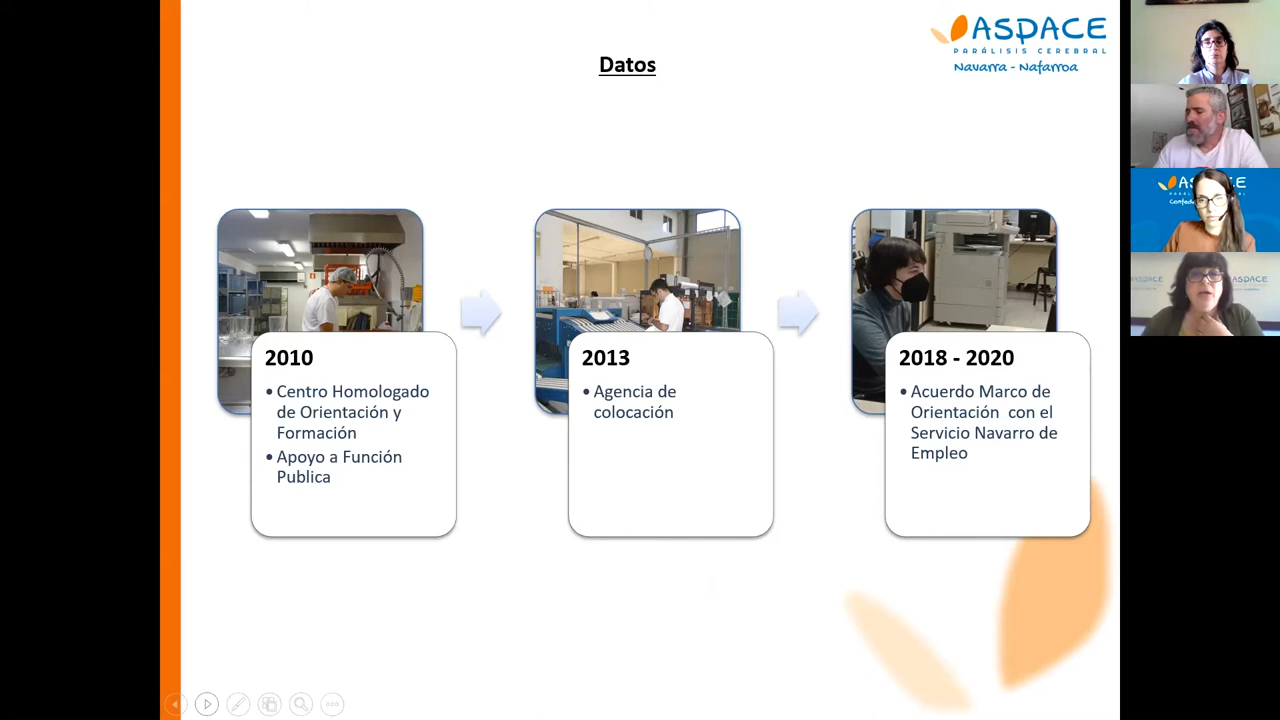 ASPACE
PARÁLISIS CEREBRAL
Navarra - Nafarroa
Datos
2010
• Centro Homologado
de Orientación y
Formación
• Apoyo a Función
Publica
2013
• Agencia de
colocación
2018 - 2020
• Acuerdo Marco de
Orientación con el
Servicio Navarro de
Empleo
ASPACE